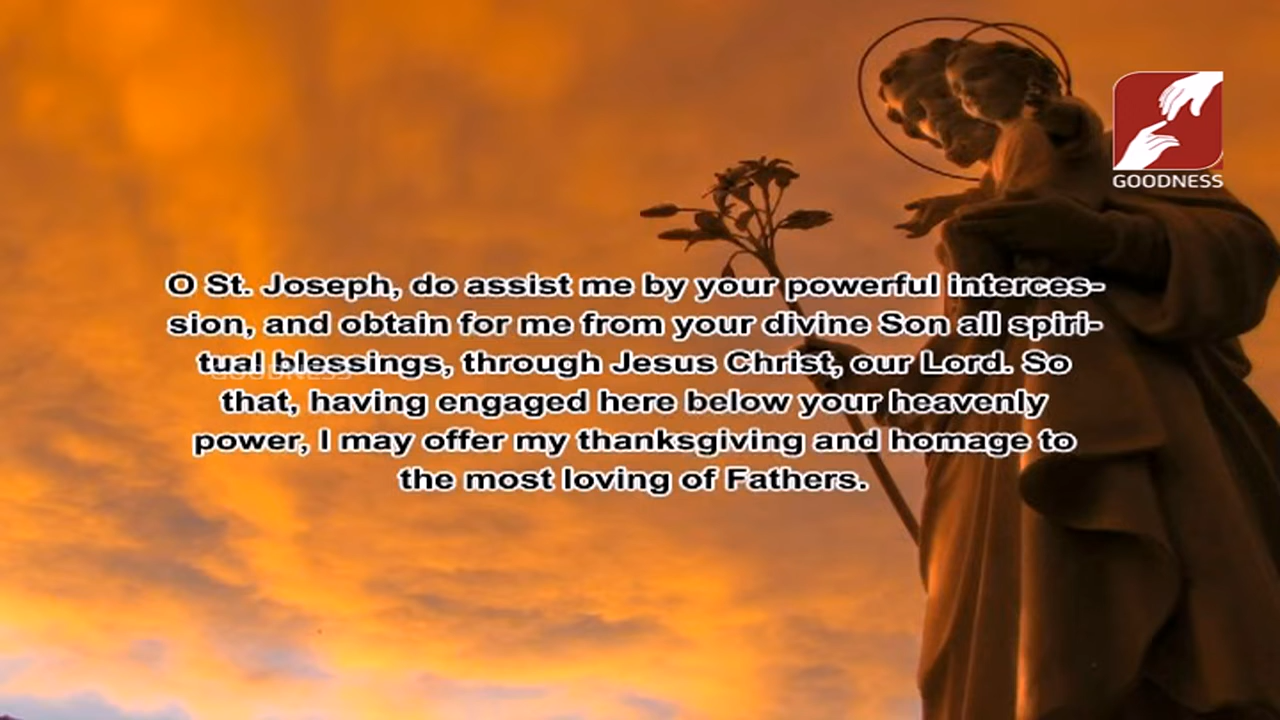 GOODNESS
O St. Joseph, do assist me by your powerful interces-
sion, and obtain for me from your divine Son all spiri-
tual blessings, through Jesus Christ, our Lord. So
GOODNESS
that, having engaged here below your heavenly
power, I may offer my thanksgiving and homage to
the most loving of Fathers.